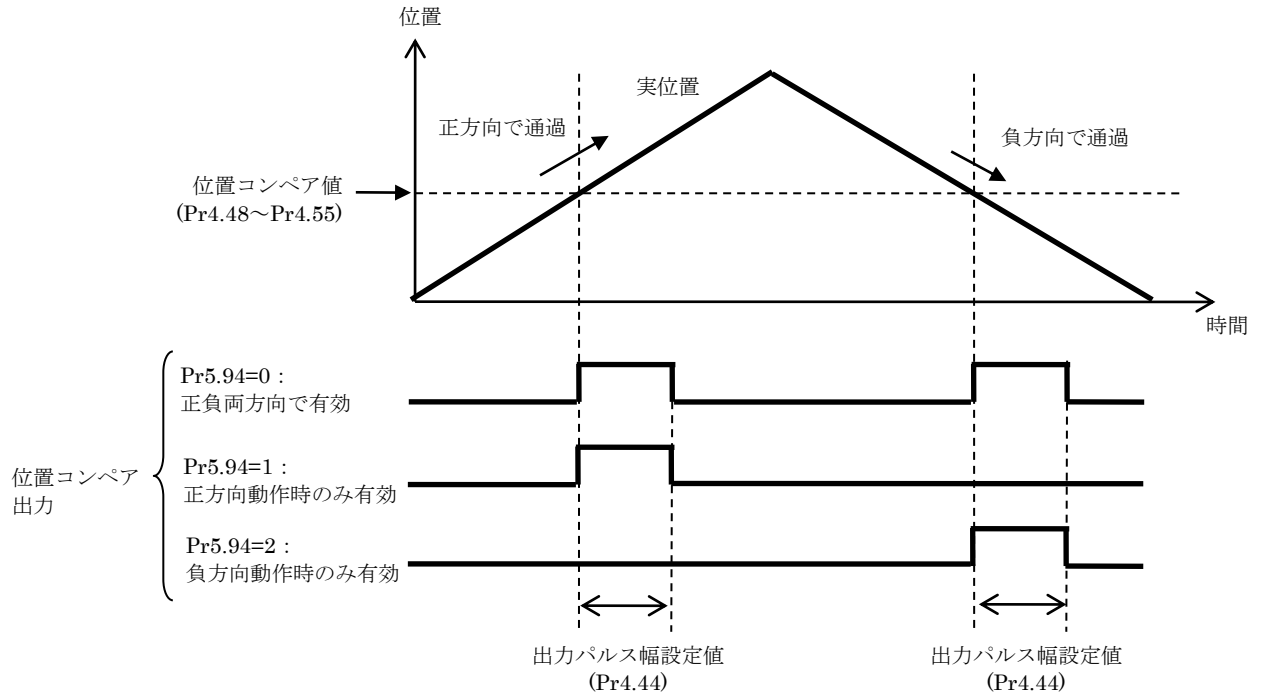 位置
実位置
正方向で通過
負方向で通過
位置コンペア値
(Pr4.48～Pr4.55)
時間
Pr5.94=0：
正負両方向で有効
Pr5.94=1：
正方向動作時のみ有効
位置コンペア
出力
Pr5.94=2：
負方向動作時のみ有効
出力パルス幅設定値
(Pr4.44)
出力パルス幅設定値
(Pr4.44)